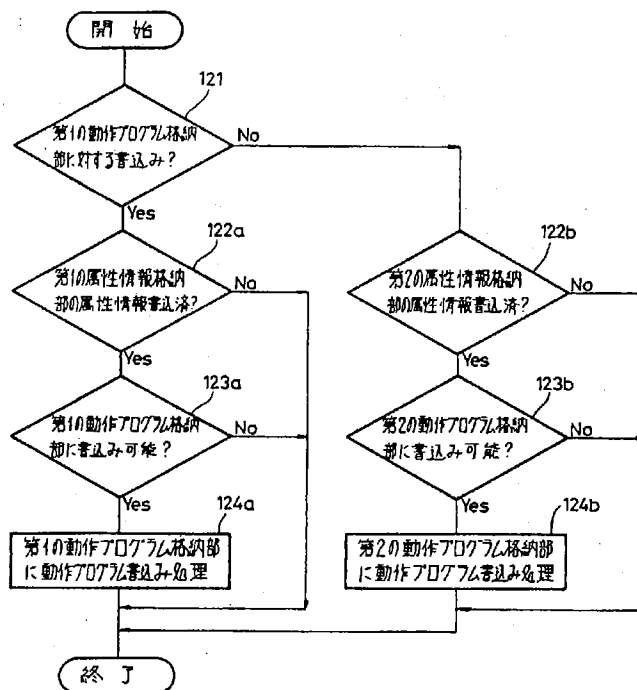 開 始
121
第1の動作プログラム格納
部に対する書込み?
No
Yes
122a
第1の属性情報格納
部の属性情報書込済?
No
Yes
123a
第1の動作プログラム格納
部に書込み可能?
No
Yes
124a
第1の動作プログラム格納部
に動作プログラム書込み処理
122b
第2の属性情報格納
部の属性情報書込済?
No
Yes
123b
第2の動作プログラム格納
部に書込み可能?
No
Yes
124b
第2の動作プログラム格納部
に動作プログラム書込み処理
終 了